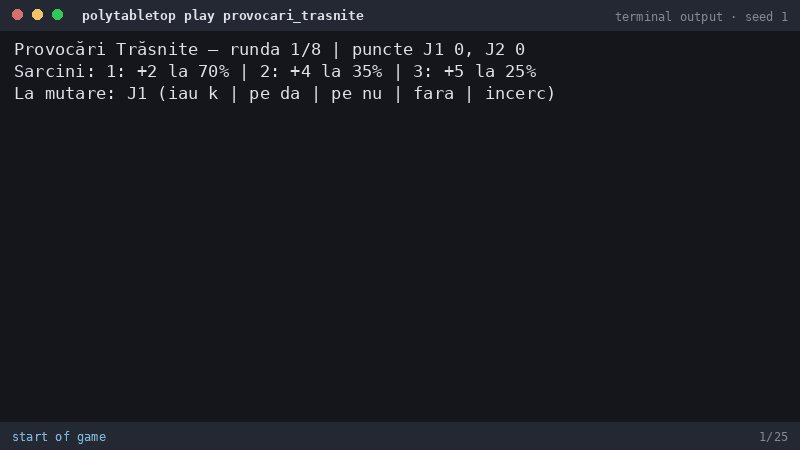 polytabletop play provocari_trasnite
terminal output · seed 1
Provocări Trăsnite — runda 1/8 | puncte J1 0, J2 0
Sarcini: 1: +2 la 70% | 2: +4 la 35% | 3: +5 la 25%
La mutare: J1 (iau k | pe da | pe nu | fara | incerc)
start of game
1/25